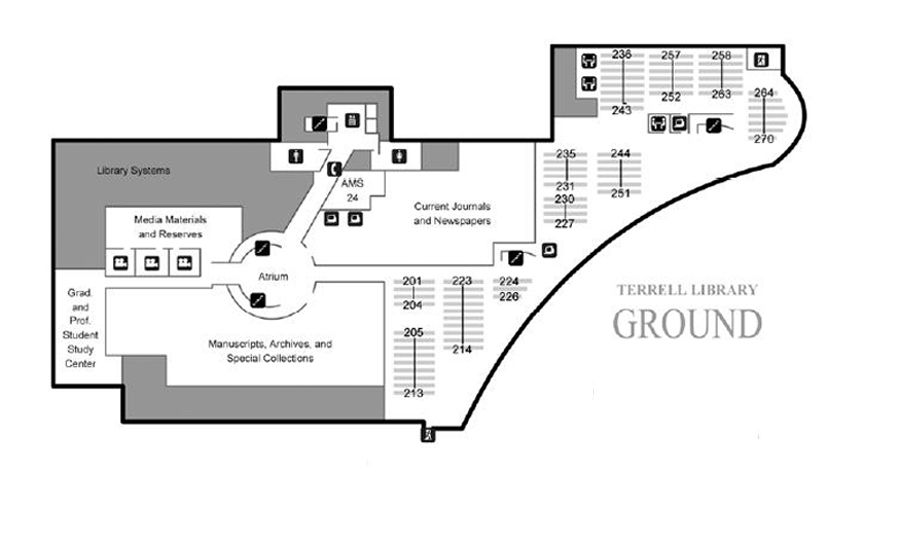 236
257
258
264
243
252
263
270
235
244
231
230
251
227
Library Systems
AMS
24
Media Materials
and Reserves
Current Journals
and Newspapers
Atrium
201
223
224
204
226
205
214
213
Grad.
and
Prof.
Student
Study
Center
Manuscripts, Archives, and
Special Collections
TERRELL LIBRARY
GROUND